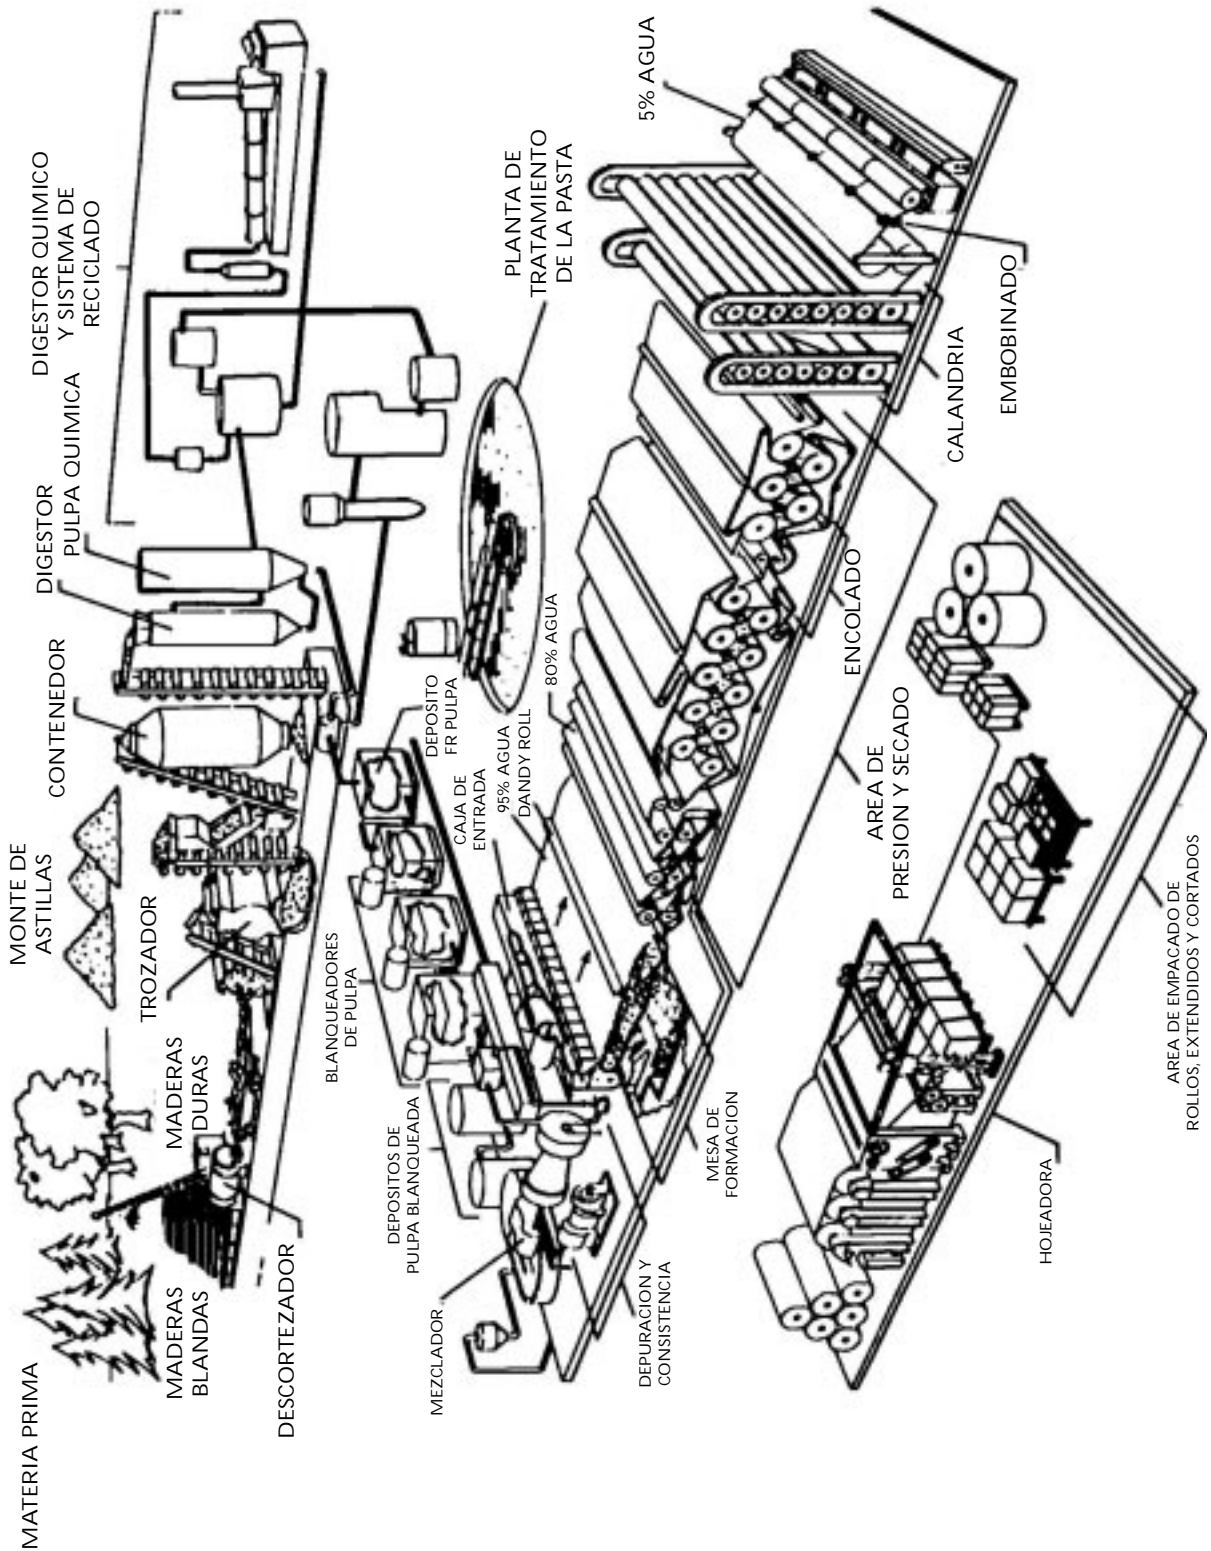 MATERIA PRIMA
MADERAS
BLANDAS
DESCORTEZADOR
MADERAS
DURAS
TROZADOR
MONTE DE
ASTILLAS
CONTENEDOR
DIGESTOR
PULPA QUIMICA
DIGESTOR QUIMICO
Y SISTEMA DE
RECICLADO
MEZCLADOR
DEPOSITOS DE
PULPA BLANQUEADA
BLANQUEADORES
DE PULPA
DEPOSITO
FR PULPA
CAJA DE
ENTRADA
95% AGUA
DANDY ROLL
80% AGUA
PLANTA DE
TRATAMIENTO
DE LA PASTA
5% AGUA
DEPURACION Y
CONSISTENCIA
MESA DE
FORMACION
AREA DE
PRESION Y SECADO
ENCOLADO
CALANDRIA
EMBOBINADO
HOJEADORA
AREA DE EMPACADO DE
ROLLOS, EXTENDIDOS Y CORTADOS